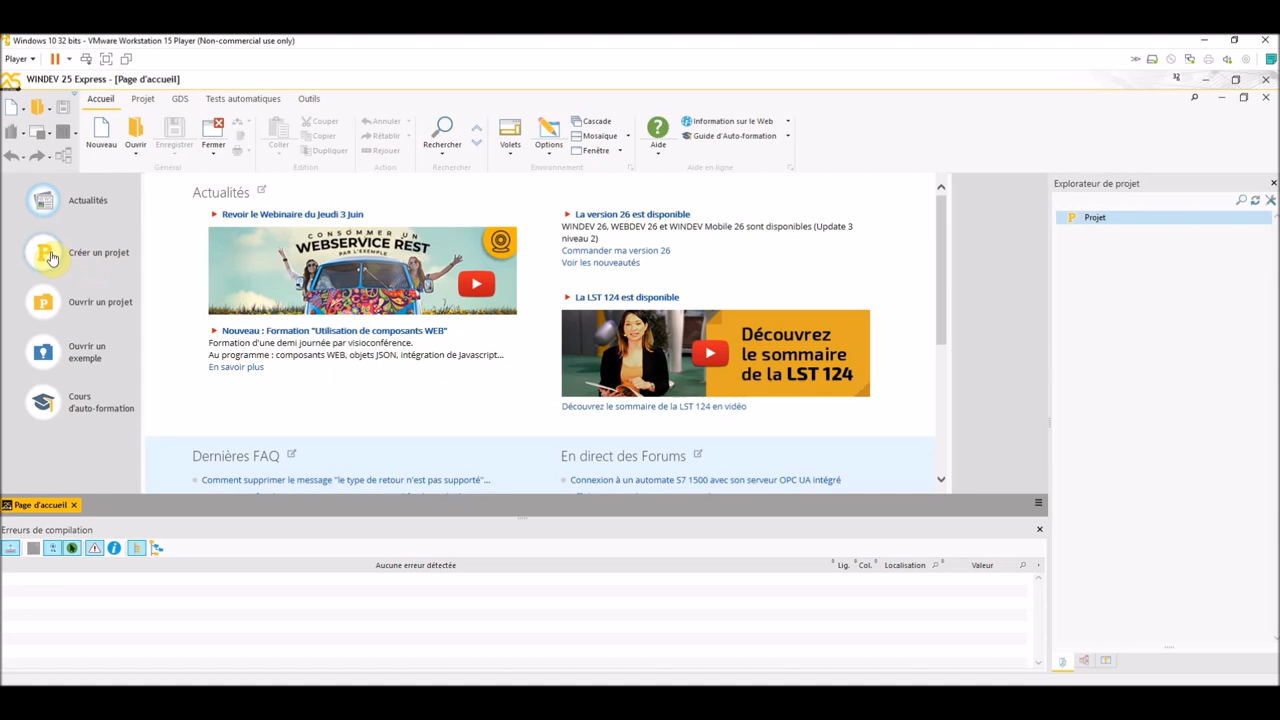 Windows 10 32 bits - VMware Workstation 15 Player (Non-commercial use only)
Player
WINDEV 25 Express - [Page d'accueil]
32
Accueil Projet GDS Tests automatiques Outils
Nouveau Ouvrir Enregistrer Fermer
Général
Coller
Couper
Copier
Dupliquer
Edition
Annuler
Rétablir
Rejouer
Action
Rechercher
Rechercher
Volets Options
Cascade
Mosaïque
Fenêtre
Environnement
Aide
Information sur le Web
Guide d'Auto-formation
Aide en ligne
Actualités
Créer un projet
Ouvrir un projet
Ouvrir un
exemple
Cours
d'auto-formation
Actualités
Revoir le Webinaire du Jeudi 3 Juin
CONSOMMER UN
WEBSERVICE REST
PAR L'EXEMPLE
Nouveau : Formation "Utilisation de composants WEB"
Formation d'une demi journée par visioconférence.
Au programme : composants WEB, objets JSON, intégration de Javascript...
En savoir plus
La version 26 est disponible
WINDEV 26, WEBDEV 26 et WINDEV Mobile 26 sont disponibles (Update 3
niveau 2)
Commander ma version 26
Voir les nouveautés
La LST 124 est disponible
Découvrez
le sommaire
de la LST 124
Découvrez le sommaire de la LST 124 en vidéo
Dernières FAQ
Comment supprimer le message "le type de retour n'est pas supporté"...
En direct des Forums
Connexion à un automate S7 1500 avec son serveur OPC UA intégré
Explorateur de projet
Projet
Page d'accueil
Erreurs de compilation
Aucune erreur détectée Lig. Col. Localisation Valeur